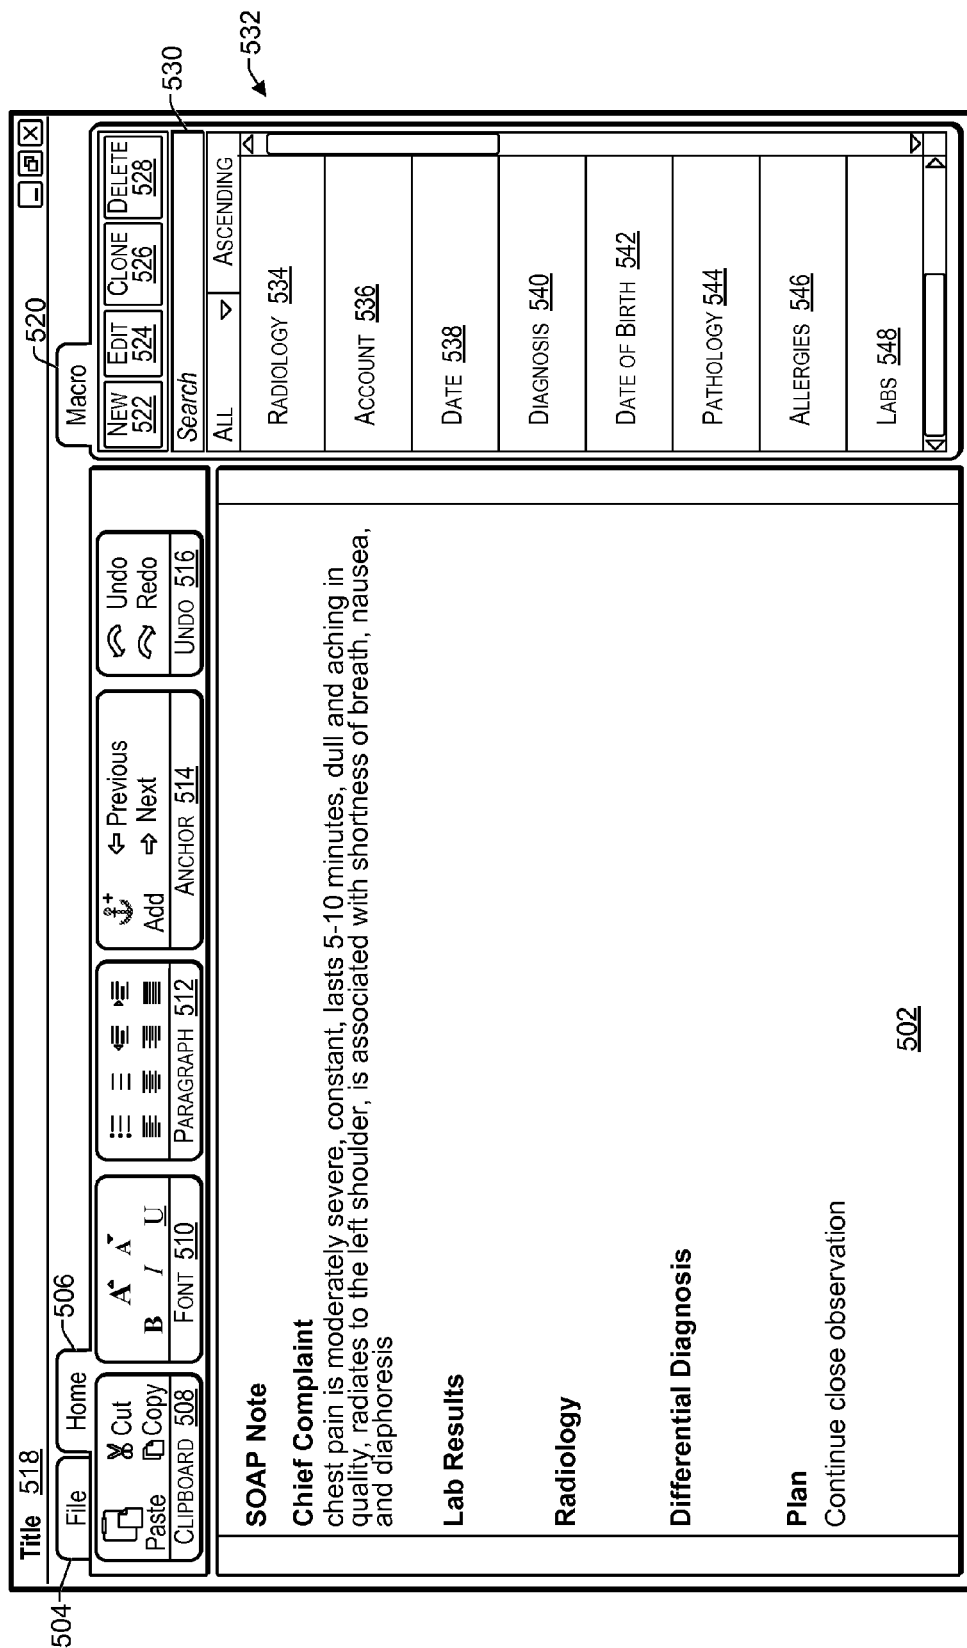 Title 518
504
File
Home
506
Macro
520
Paste
Cut
Copy
CLIPBOARD 508
A A
B I U
FONT 510
PARAGRAPH 512
Add
Previous
Next
ANCHOR 514
Undo
Redo
UNDO 516
NEW
522
EDIT
524
CLONE
526
DELETE
528
Search
530
532
ALL
ASCENDING
RADIOLOGY 534
ACCOUNT 536
DATE 538
DIAGNOSIS 540
DATE OF BIRTH 542
PATHOLOGY 544
ALLERGIES 546
LABS 548
SOAP Note
Chief Complaint
chest pain is moderately severe, constant, lasts 5-10 minutes, dull and aching in
quality, radiates to the left shoulder, is associated with shortness of breath, nausea,
and diaphoresis
Lab Results
Radiology
Differential Diagnosis
Plan
Continue close observation
502